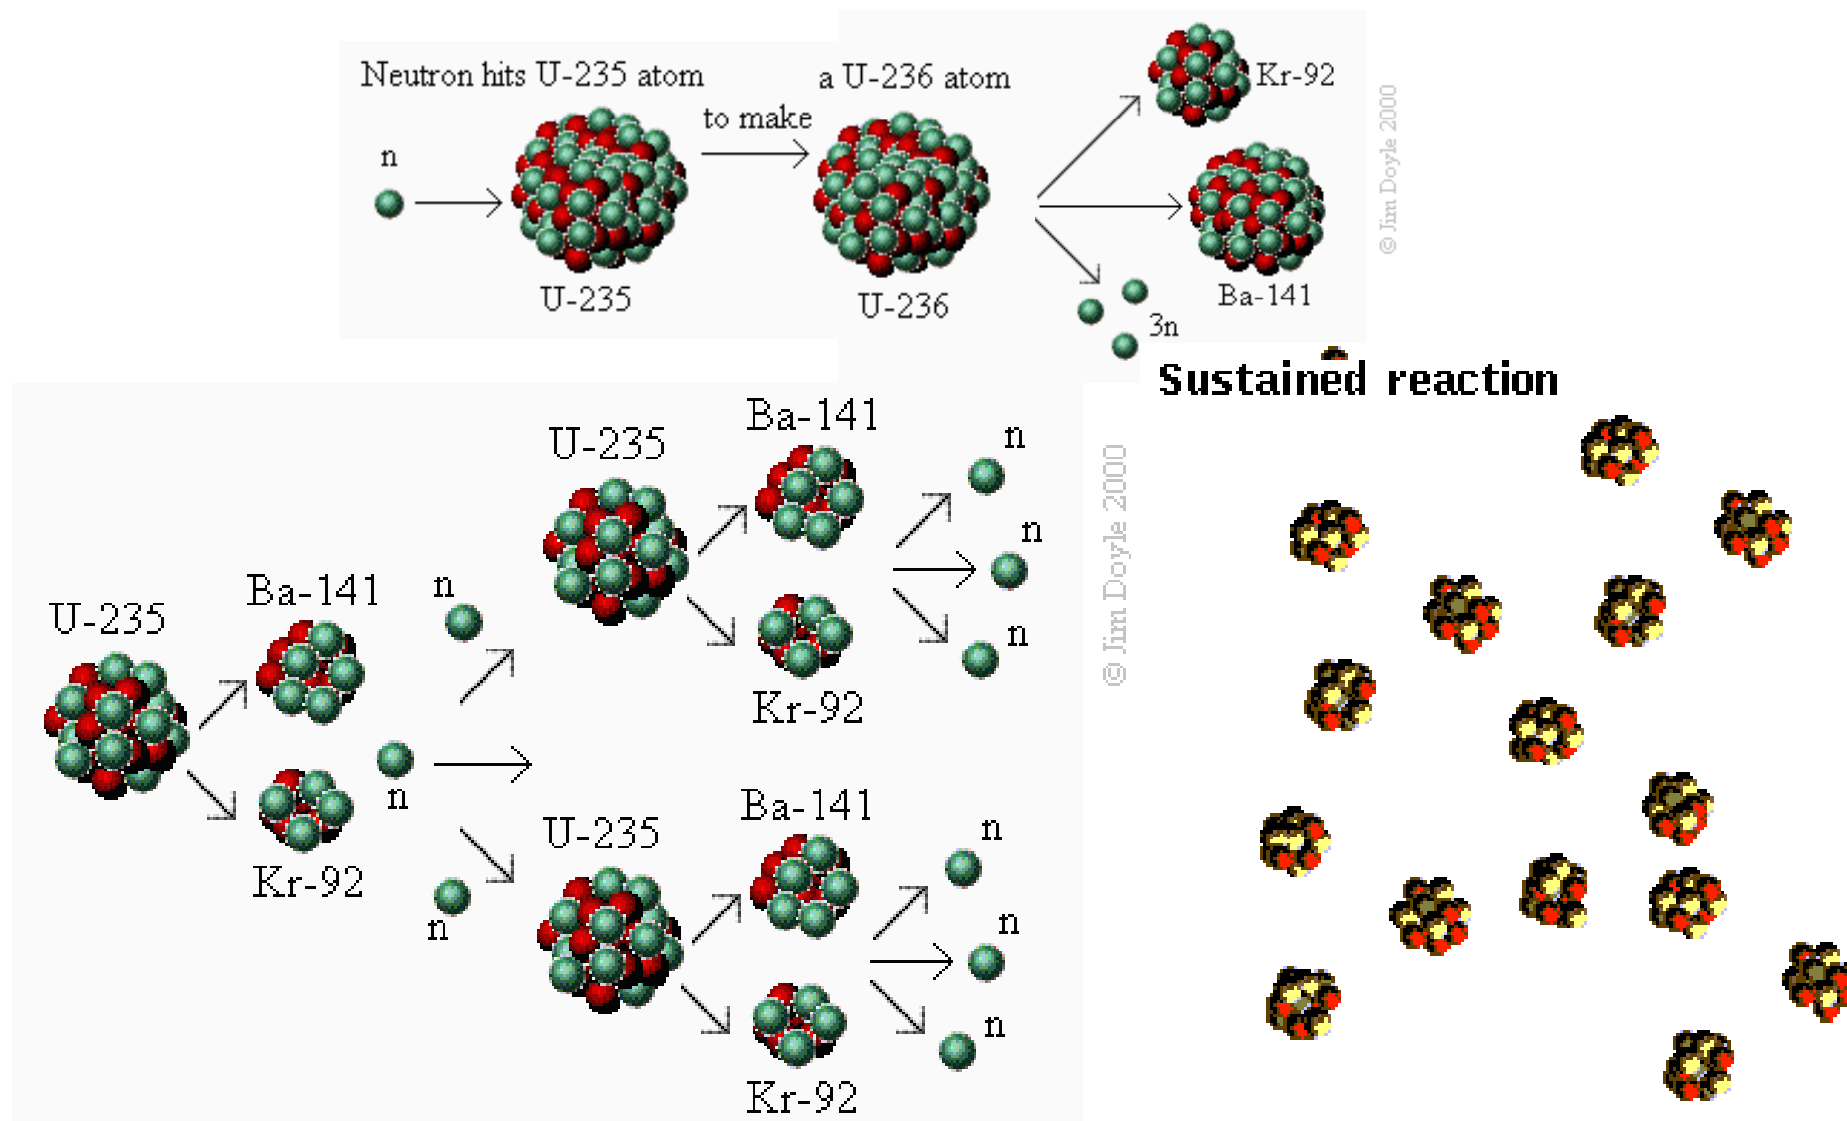 Neutron hits U-235 atom
to make
a U-236 atom
n
U-235
U-236
Kr-92
Ba-141
3n
© Jim Doyle 2000
U-235
Ba-141
Kr-92
n
n
n
U-235
Ba-141
Kr-92
n
n
n
U-235
Ba-141
Kr-92
n
n
n
© Jim Doyle 2000
Sustained reaction